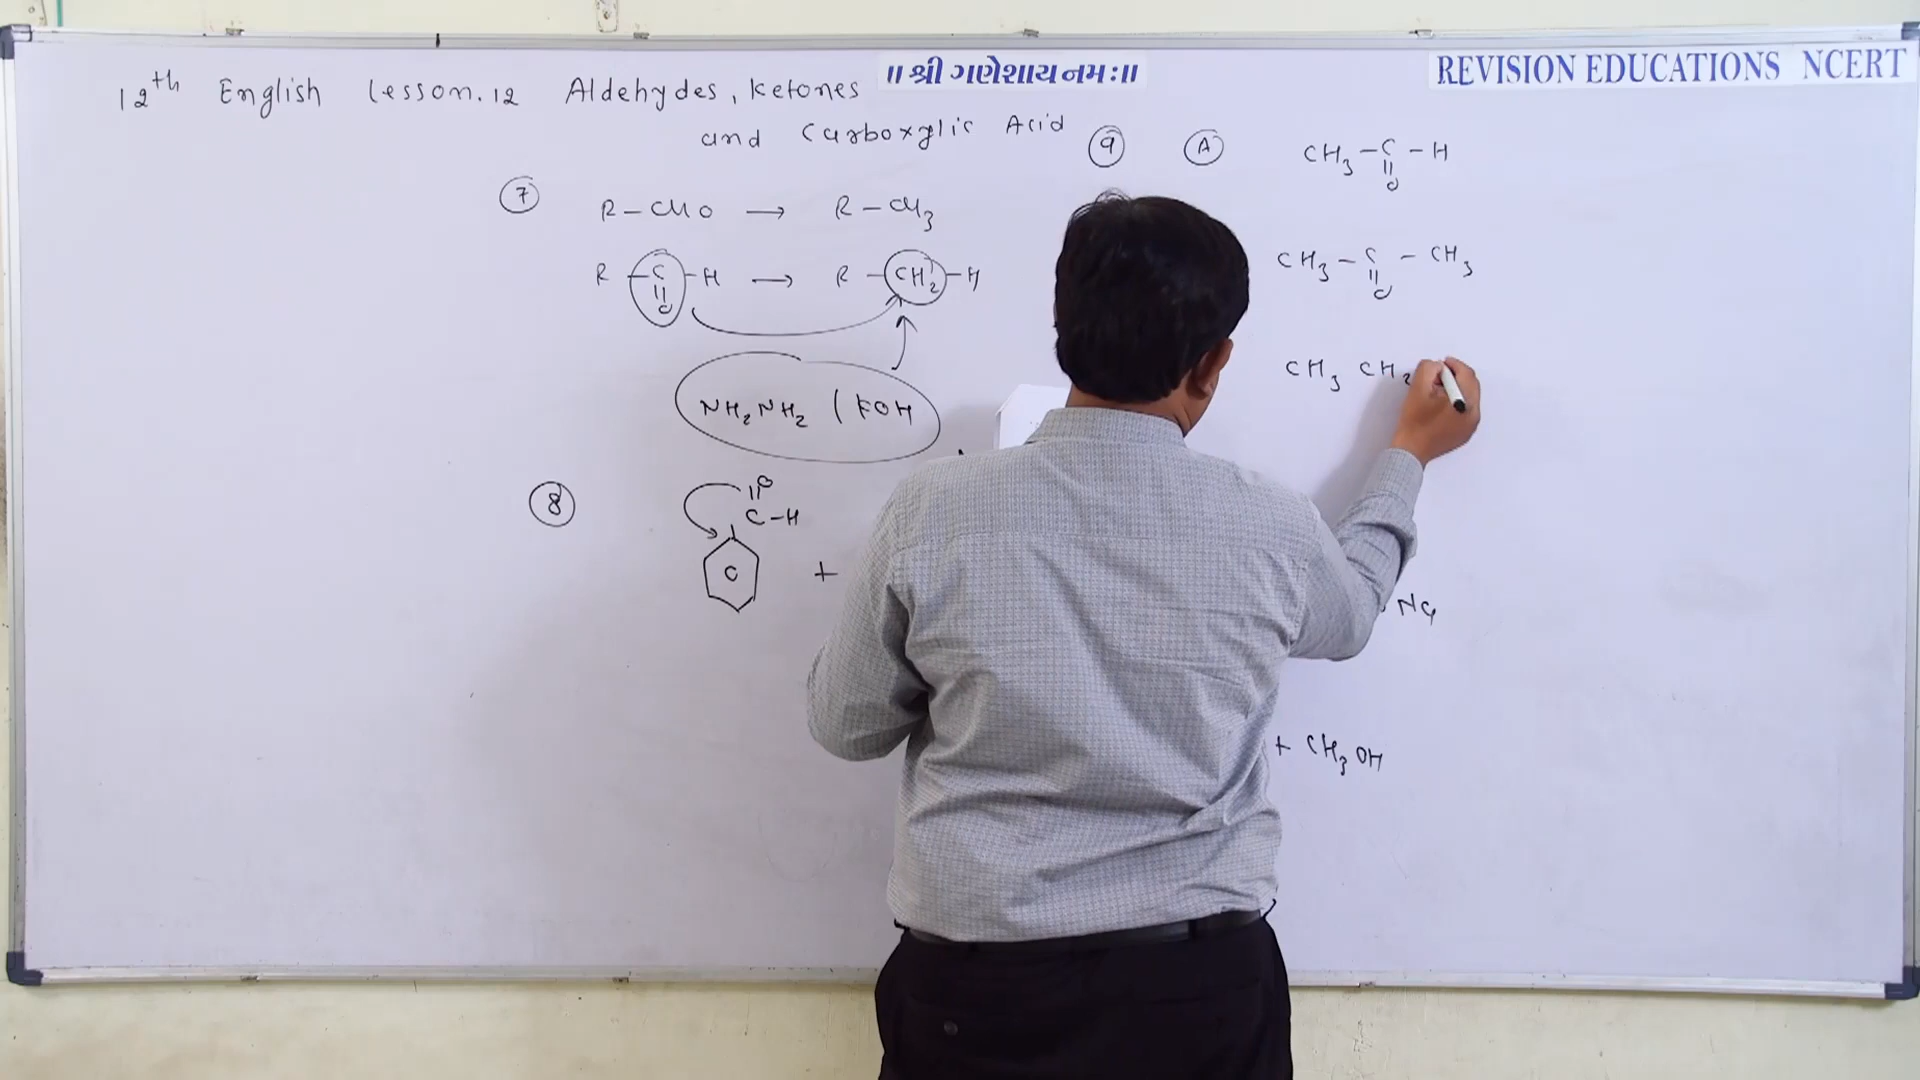 ॥ श्री ગણેશાય નમઃ ॥
REVISION EDUCATIONS NCERT
12th English Lesson.12 Aldehydes, Ketones
and Carboxylic Acid
7
R – CHO → R – CH3
R – C – H → R – CH2 – H
॥
O
NH2NH2 / KOH
8
O
॥
C – H
C
+
9 A
CH3 – C – H
॥
O
CH3 – C – CH3
॥
O
CH3 CH2
Na
+ CH3OH